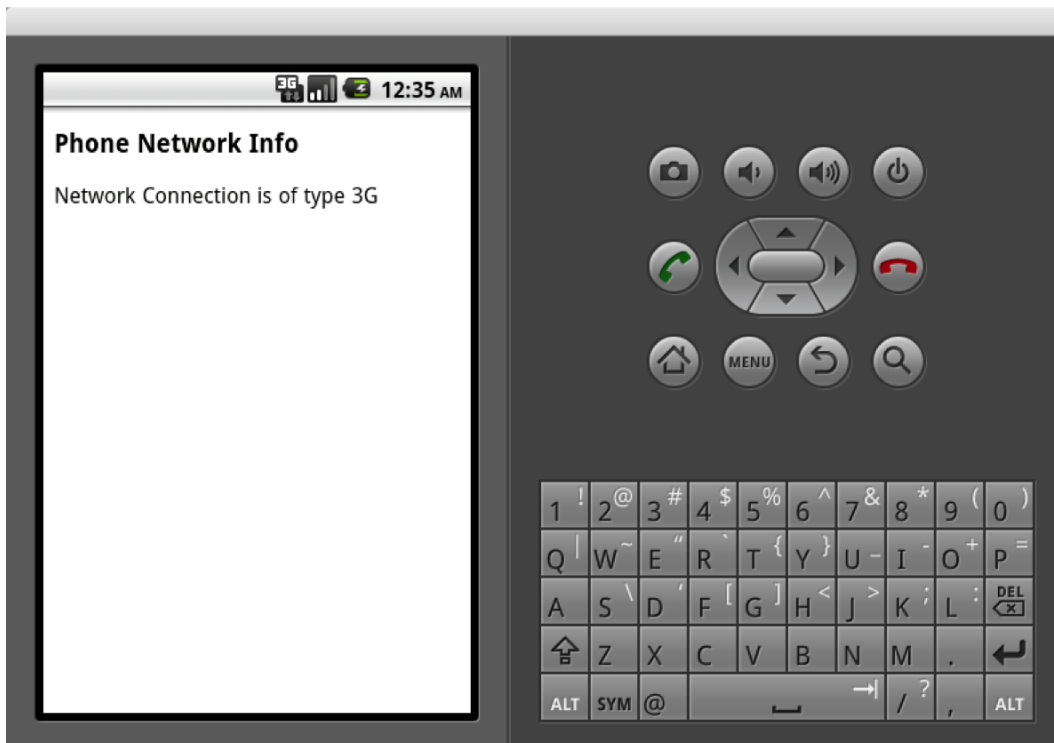 3G 12:35 AM
Phone Network Info
Network Connection is of type 3G
MENU
1 ! 2 @ 3 # 4 $ 5 % 6 ^ 7 & 8 * 9 ( 0 )
Q | W ~ E " R ` T { Y } U _ I - O + P =
A S \ D ' F [ G ] H < J > K ; L : DEL
Z X C V B N M .
ALT SYM @ / ? , ALT